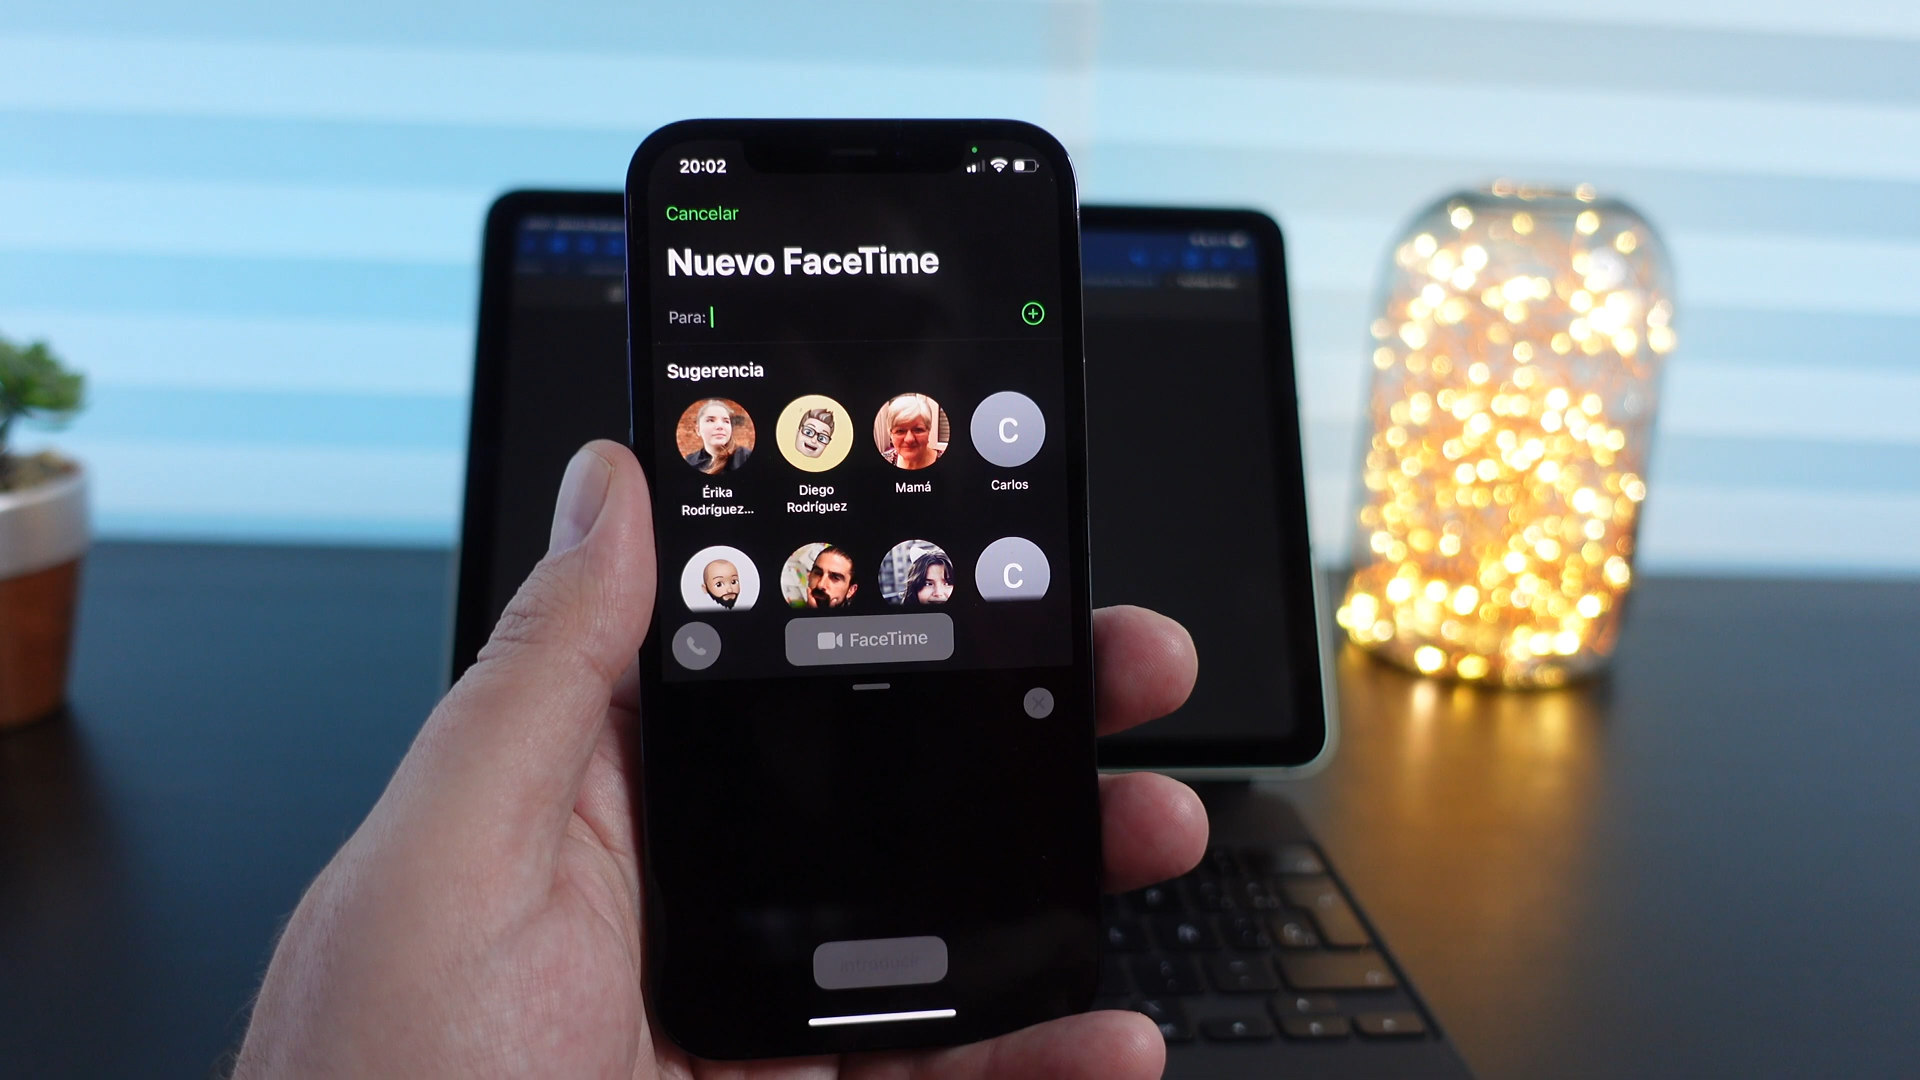 20:02
Cancelar
Nuevo FaceTime
Para:
Sugerencia
Érika
Rodríguez...
Diego
Rodríguez
Mamá
C
Carlos
C
FaceTime